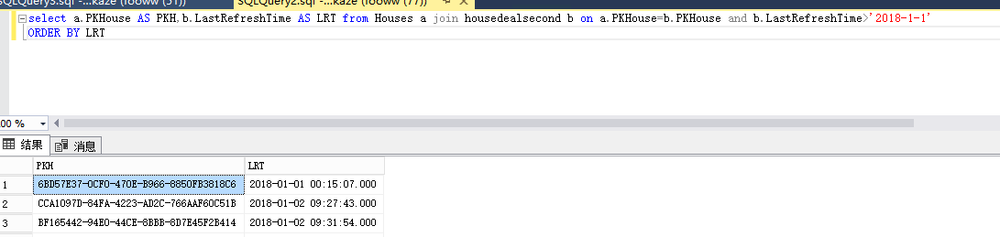 SQLQuery3.sql -...kaze (fooww (51))
SQLQuery2.sql -...kaze (fooww (77))
select a.PKHouse AS PKH,b.LastRefreshTime AS LRT from Houses a join housedealsecond b on a.PKHouse=b.PKHouse and b.LastRefreshTime>'2018-1-1'
ORDER BY LRT
00 %
结果 消息
PKH LRT
1 6BD57E37-0CF0-470E-B966-8850FB3818C6 2018-01-01 00:15:07.000
2 CCA1097D-84FA-4223-AD2C-766AAF60C51B 2018-01-02 09:27:43.000
3 BF165442-94E0-44CE-8BBB-8D7E45F2B414 2018-01-02 09:31:54.000